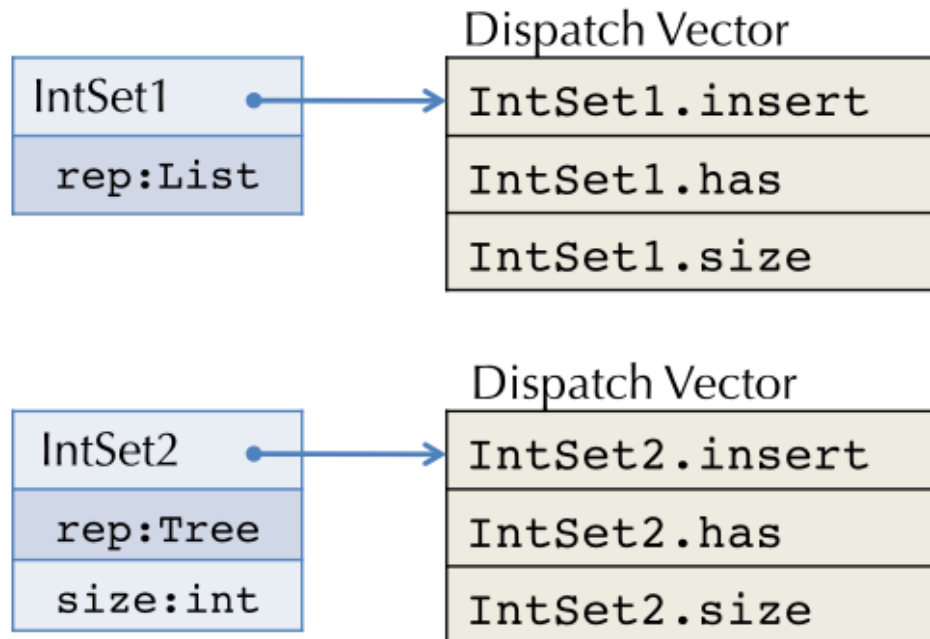 Dispatch Vector
IntSet1
IntSet1.insert
rep:List
IntSet1.has
IntSet1.size
Dispatch Vector
IntSet2
IntSet2.insert
rep:Tree
IntSet2.has
size:int
IntSet2.size